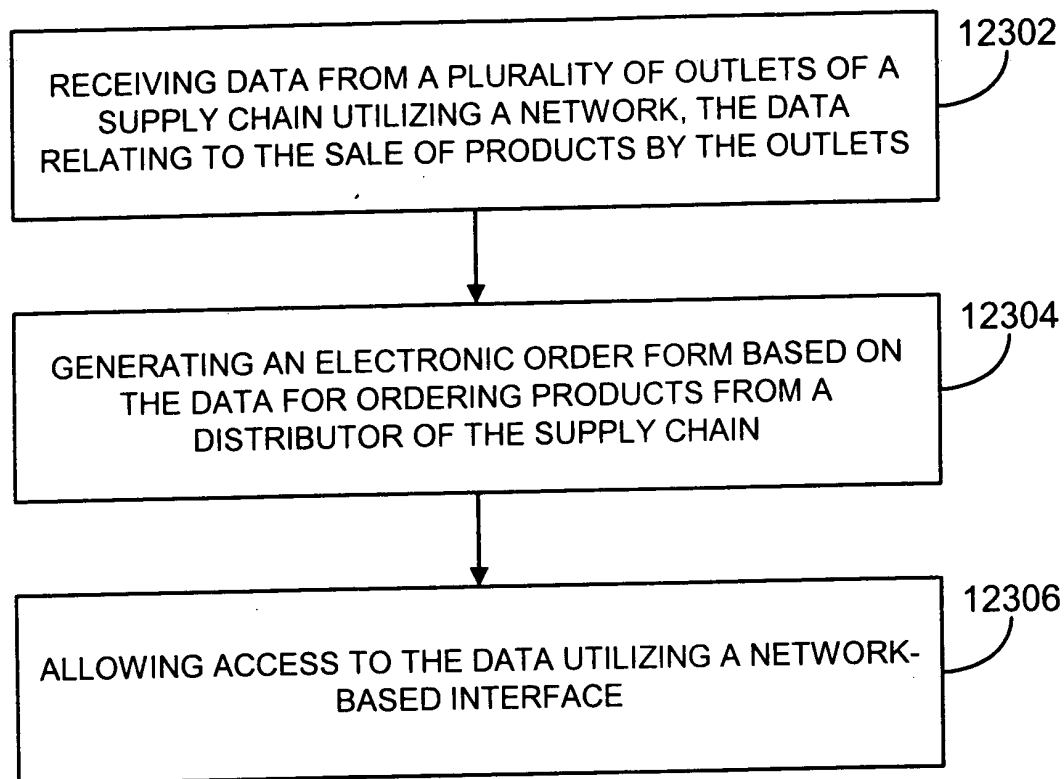 12302
RECEIVING DATA FROM A PLURALITY OF OUTLETS OF A
SUPPLY CHAIN UTILIZING A NETWORK, THE DATA
RELATING TO THE SALE OF PRODUCTS BY THE OUTLETS
12304
GENERATING AN ELECTRONIC ORDER FORM BASED ON
THE DATA FOR ORDERING PRODUCTS FROM A
DISTRIBUTOR OF THE SUPPLY CHAIN
12306
ALLOWING ACCESS TO THE DATA UTILIZING A NETWORK-
BASED INTERFACE